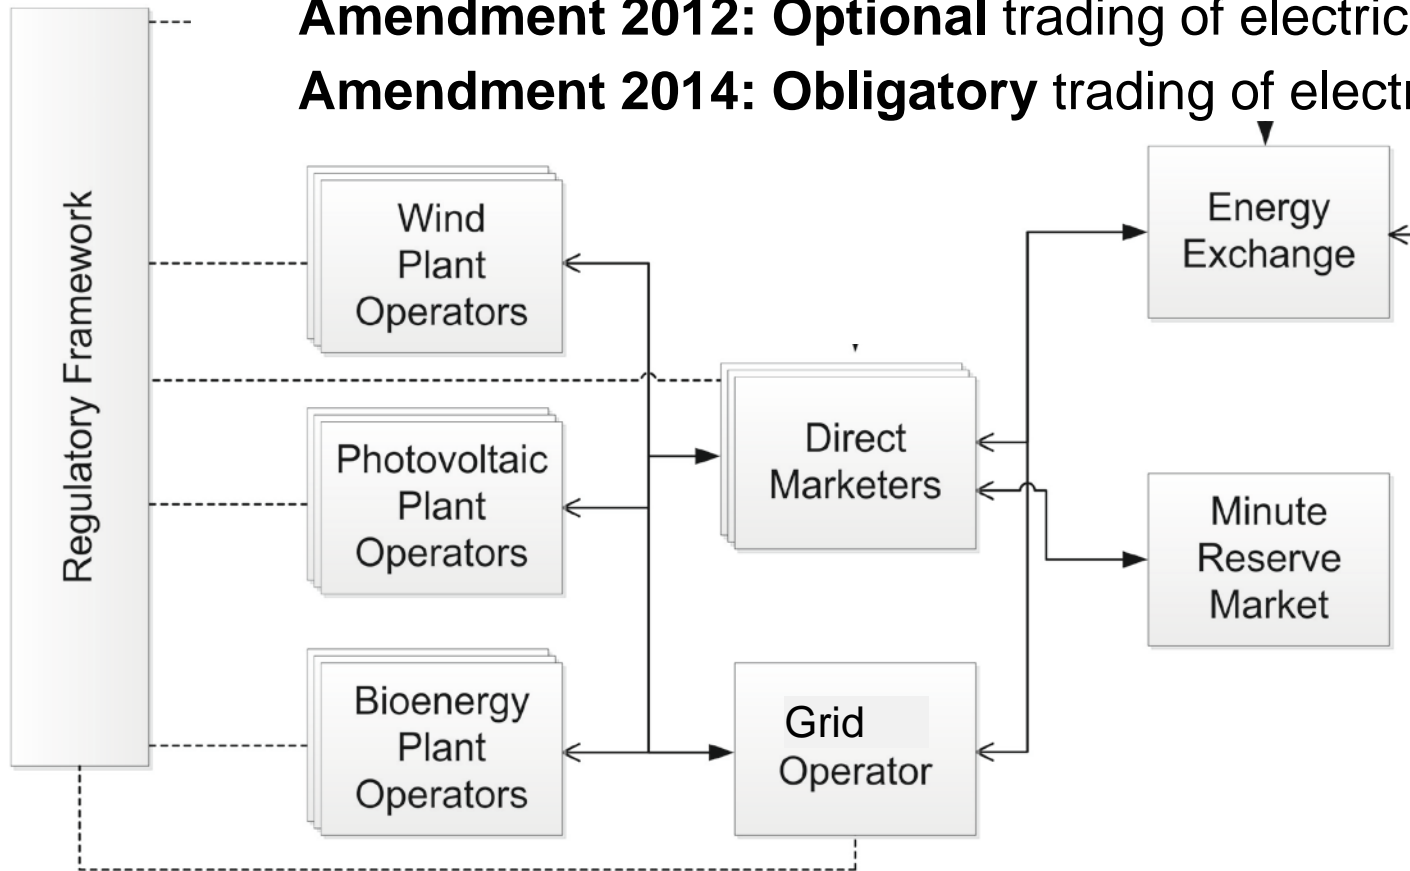 Amendment 2012: Optional trading of electric
Amendment 2014: Obligatory trading of electr
Regulatory Framework
Wind
Plant
Operators
Energy
Exchange
Photovoltaic
Plant
Operators
Direct
Marketers
Minute
Reserve
Market
Bioenergy
Plant
Operators
Grid
Operator